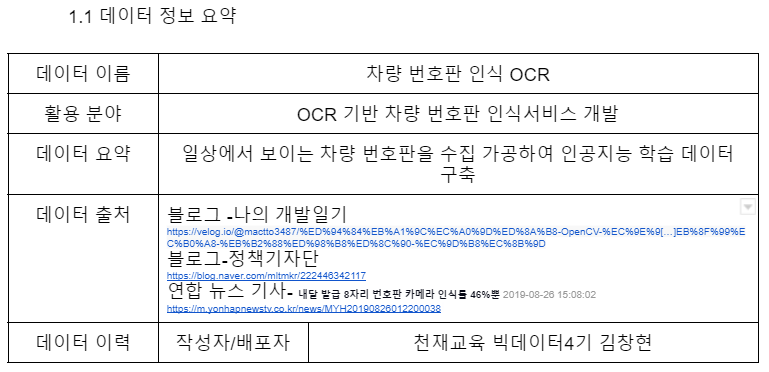 1.1 데이터 정보 요약
데이터 이름 차량 번호판 인식 OCR
활용 분야 OCR 기반 차량 번호판 인식서비스 개발
데이터 요약 일상에서 보이는 차량 번호판을 수집 가공하여 인공지능 학습 데이터
구축
데이터 출처 블로그 -나의 개발일기
https://velog.io/@mactto3487/%ED%94%84%EB%A1%9C%EC%A0%9D%ED%8A%B8-OpenCV-%EC%9E%9[...]EB%8F%99%E
C%B0%A8-%EB%B2%88%ED%98%B8%ED%8C%90-%EC%9D%B8%EC%8B%9D
블로그-정책기자단
https://blog.naver.com/mltmkr/222446342117
연합 뉴스 기사- 내달 발급 8자리 번호판 카메라 인식률 46%뿐 2019-08-26 15:08:02
https://m.yonhapnewstv.co.kr/news/MYH20190826012200038
데이터 이력 작성자/배포자 천재교육 빅데이터4기 김창현